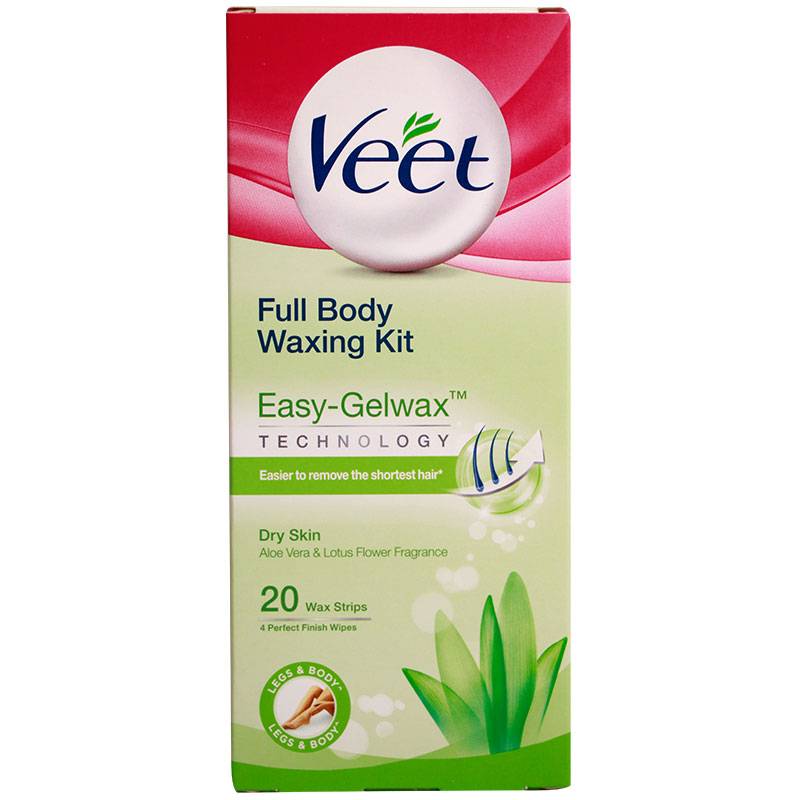 Veet
Full Body
Waxing Kit
Easy-Gelwax™
TECHNOLOGY
Easier to remove the shortest hair*
Dry Skin
Aloe Vera & Lotus Flower Fragrance
20 Wax Strips
4 Perfect Finish Wipes
LEGS & BODY^
LEGS & BODY^